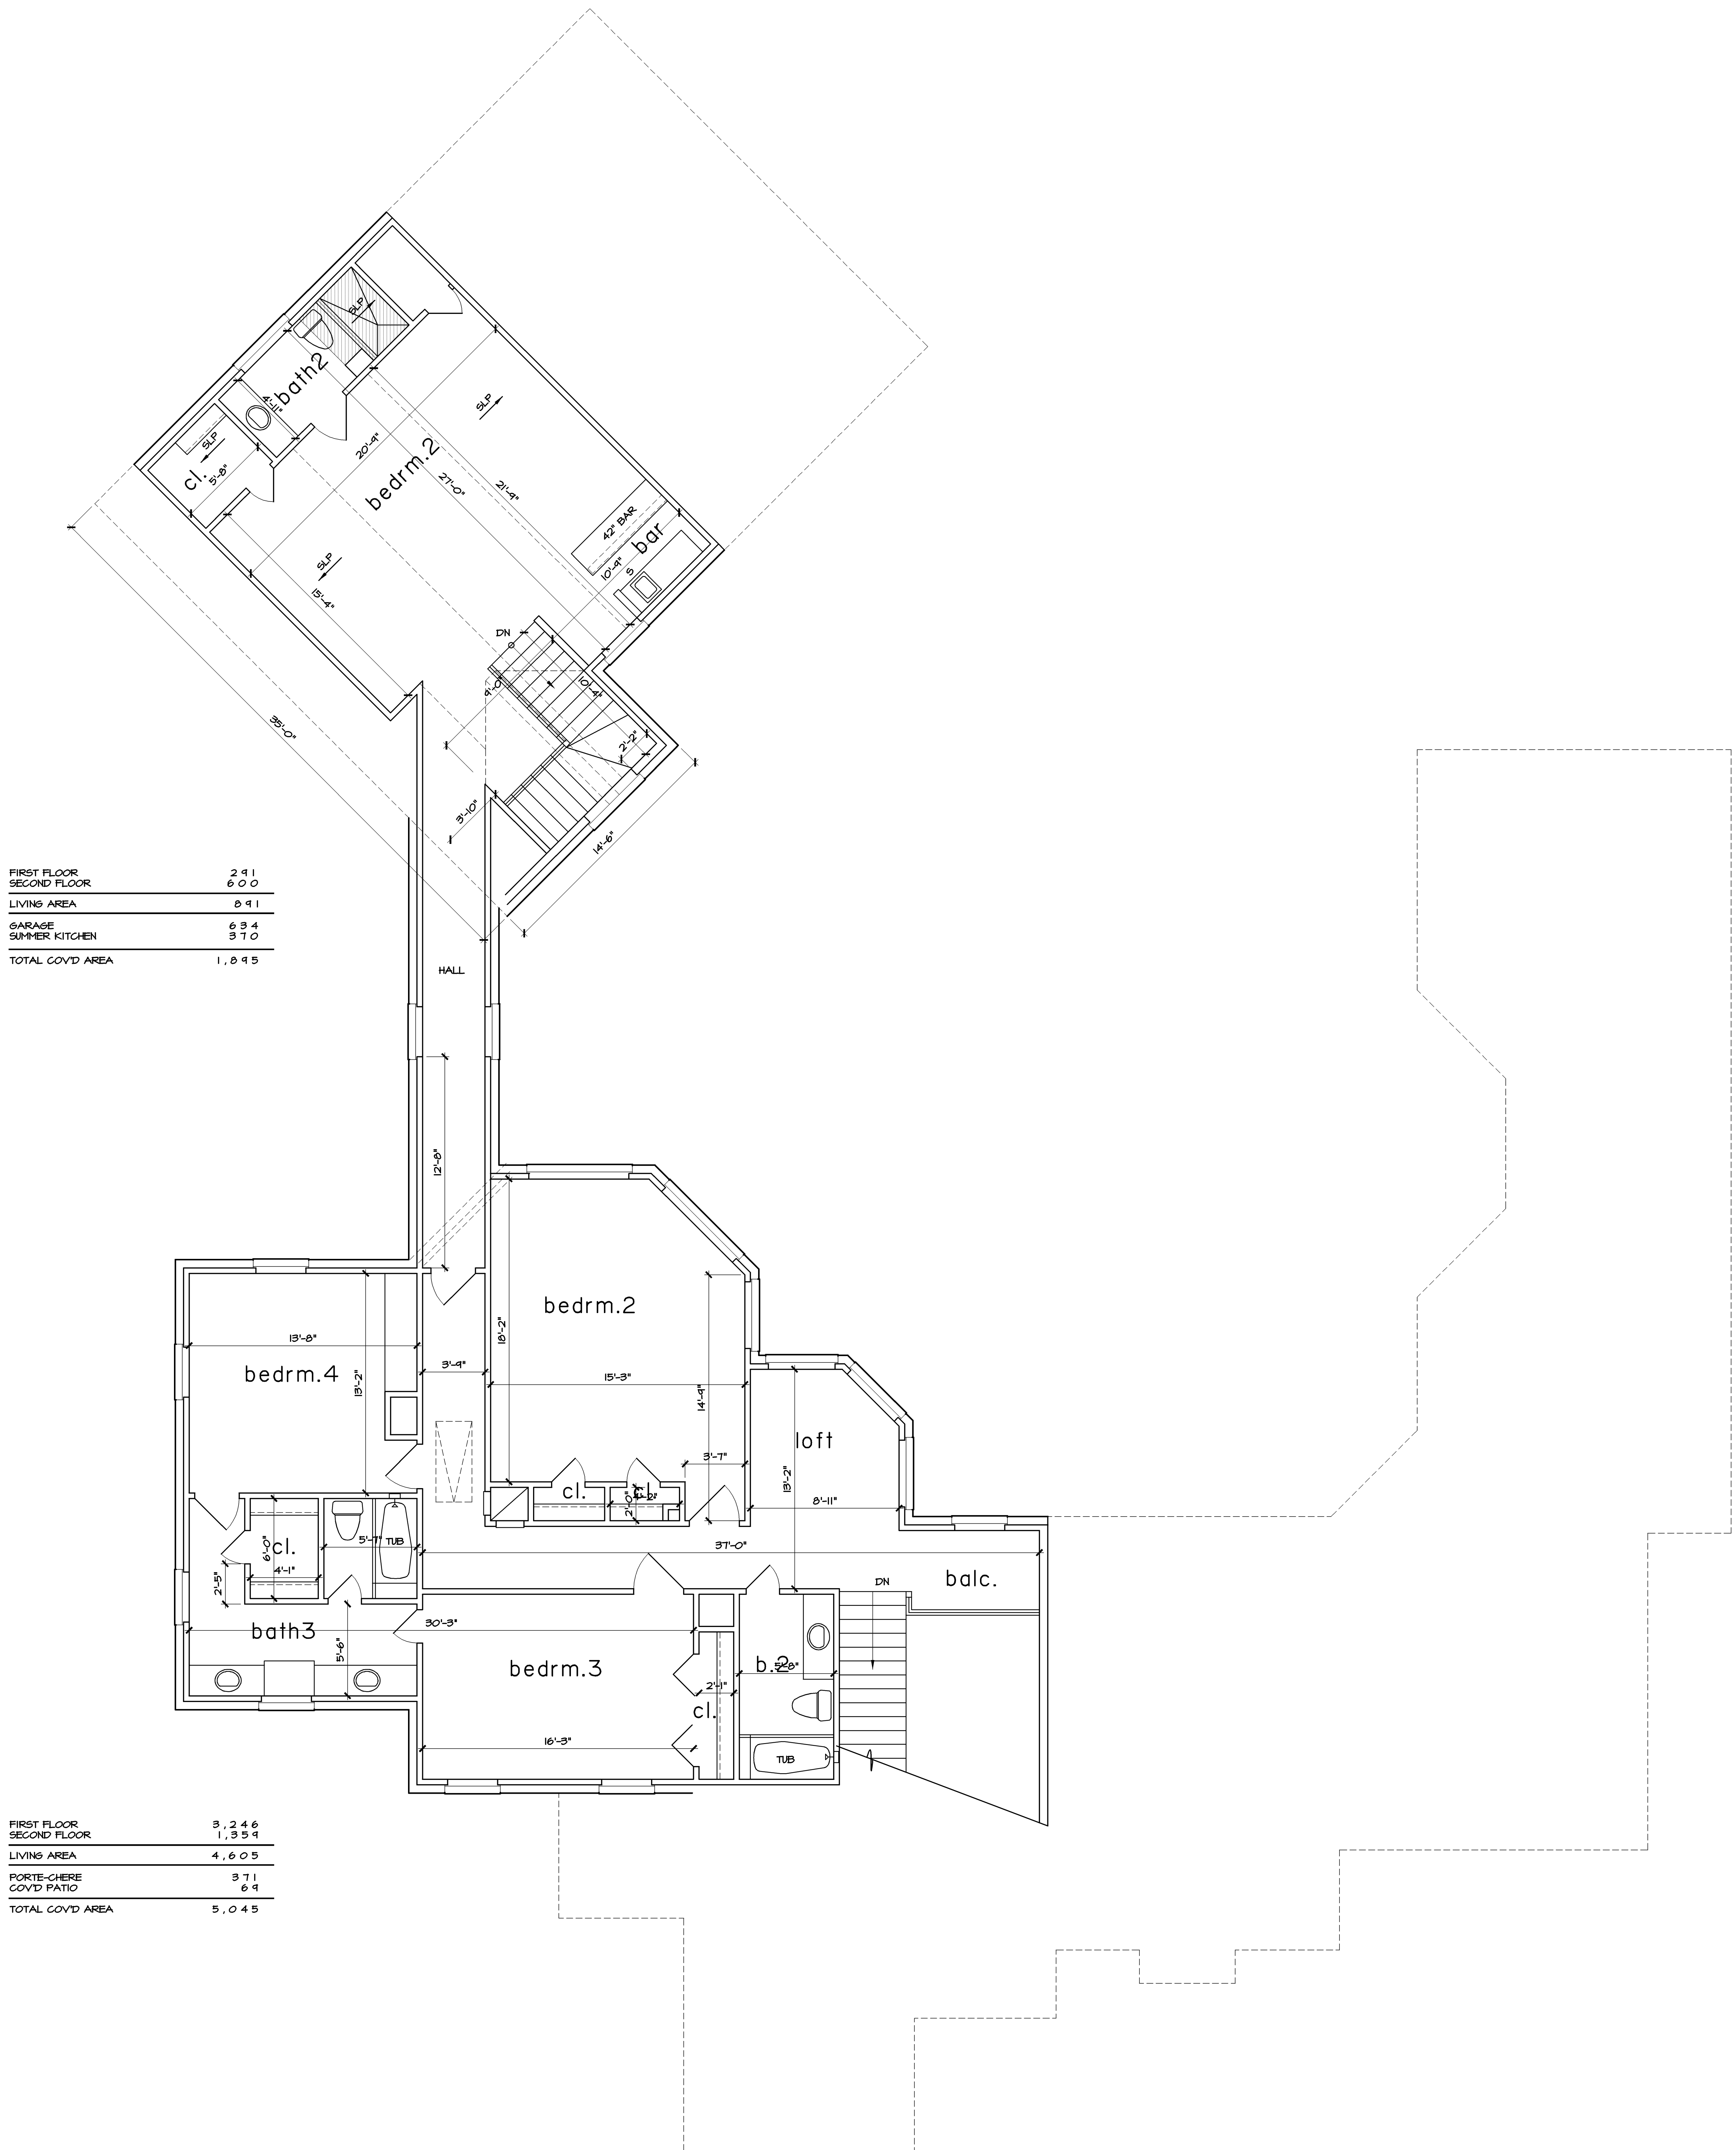 SLP
bath2
4'-11"
SLP
cl.
5'-8"
20'-9"
bedrm.2
SLP
27'-0"
21'-9"
42" BAR
bar
10'-9"
S
SLP
15'-4"
DN
9'-0"
10'-4"
2'-2"
35'-0"
3'-10"
14'-6"
FIRST FLOOR 291
SECOND FLOOR 600
LIVING AREA 891
GARAGE 634
SUMMER KITCHEN 370
TOTAL COV'D AREA 1,895
HALL
12'-8"
bedrm.2
18'-2"
13'-8"
bedrm.4
13'-2"
3'-9"
15'-3"
14'-9"
loft
13'-2"
3'-7"
8'-11"
cl.
cl.
2'-0"
6'-0"
cl.
5'-7"
TUB
4'-1"
2'-5"
37'-0"
balc.
DN
bath3
30'-3"
5'-6"
bedrm.3
b.2
5'-8"
2'-1"
cl.
16'-3"
TUB
FIRST FLOOR 3,246
SECOND FLOOR 1,359
LIVING AREA 4,605
PORTE-CHERE 371
COV'D PATIO 69
TOTAL COV'D AREA 5,045